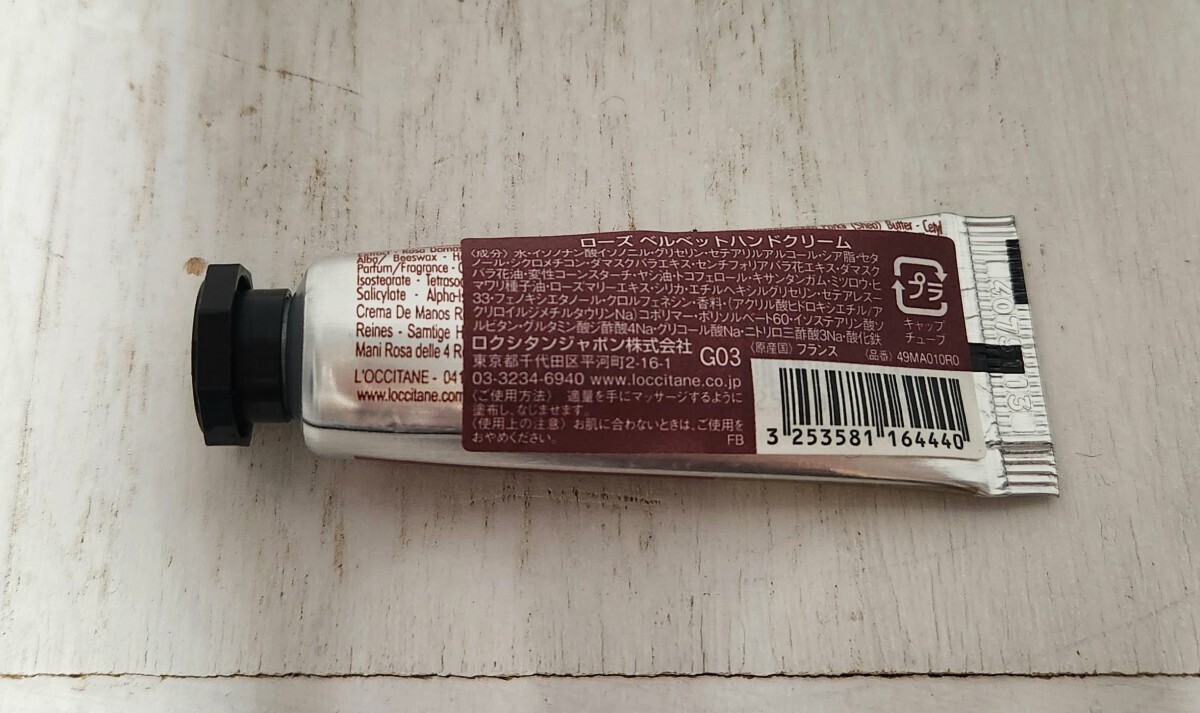 (Shea) Butter - Cetyl
Rosa Damas
Alba) Beeswax - H
Parfum/Fragrance -
Isostearate - Tetrasod
Salicylate - Alpha-Is
Crema De Manos R
Reines - Samtige H
Mani Rosa delle 4 R
L'OCCITANE - 041
www.loccitane.com
ローズ ベルベットハンドクリーム
〈成分〉水・イソノナン酸イソノニル・グリセリン・セテアリルアルコール・シア脂・セタ
ノール・シクロメチコン・ダマスクバラエキス・センチフォリアバラ花エキス・ダマスク
バラ花油・変性コーンスターチ・ヤシ油・トコフェロール・キサンタンガム・ミツロウ・ヒ
マワリ種子油・ローズマリーエキス・シリカ・エチルヘキシルグリセリン・セテアレス-
33・フェノキシエタノール・クロルフェネシン・香料・(アクリル酸ヒドロキシエチル/ア
クリロイルジメチルタウリンNa)コポリマー・ポリソルベート60・イソステアリン酸ソ
ルビタン・グルタミン酸ジ酢酸4Na・グリコール酸Na・ニトリロ三酢酸3Na・酸化鉄
ロクシタンジャポン株式会社 G03 〈原産国〉フランス 〈品番〉49MA010R0
東京都千代田区平河町2-16-1
03-3234-6940 www.loccitane.co.jp
〈ご使用方法〉 適量を手にマッサージするように
塗布し、なじませます。
〈使用上の注意〉お肌に合わないときは、ご使用を
おやめください。 FB
プラ
キャップ
チューブ
3 253581 164440